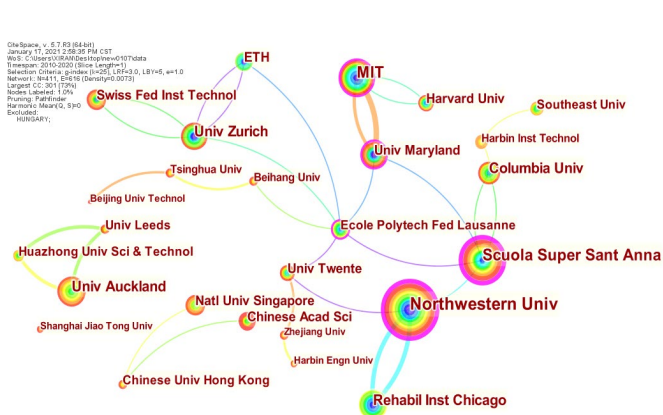 CiteSpace, v. 5.7.R3 (64-bit)
January 17, 2021 2:58:35 PM CST
WoS: C:\Users\XIRAN\Desktop\new0107\data
Timespan: 2010-2020 (Slice Length=1)
Selection Criteria: g-index (k=25), LRF=3.0, LBY=5, e=1.0
Network: N=411, E=616 (Density=0.0073)
Largest CC: 301 (73%)
Nodes Labeled: 1.0%
Pruning: Pathfinder
Harmonic Mean(Q, S)=0
Excluded:
HUNGARY;
ETH
MIT
Swiss Fed Inst Technol
Harvard Univ
Southeast Univ
Univ Zurich
Harbin Inst Technol
Univ Maryland
Tsinghua Univ
Columbia Univ
Beihang Univ
Beijing Univ Technol
Univ Leeds
Ecole Polytech Fed Lausanne
Huazhong Univ Sci & Technol
Scuola Super Sant Anna
Univ Twente
Univ Auckland
Natl Univ Singapore
Northwestern Univ
Chinese Acad Sci
Shanghai Jiao Tong Univ
Zhejiang Univ
Harbin Engn Univ
Chinese Univ Hong Kong
Rehabil Inst Chicago